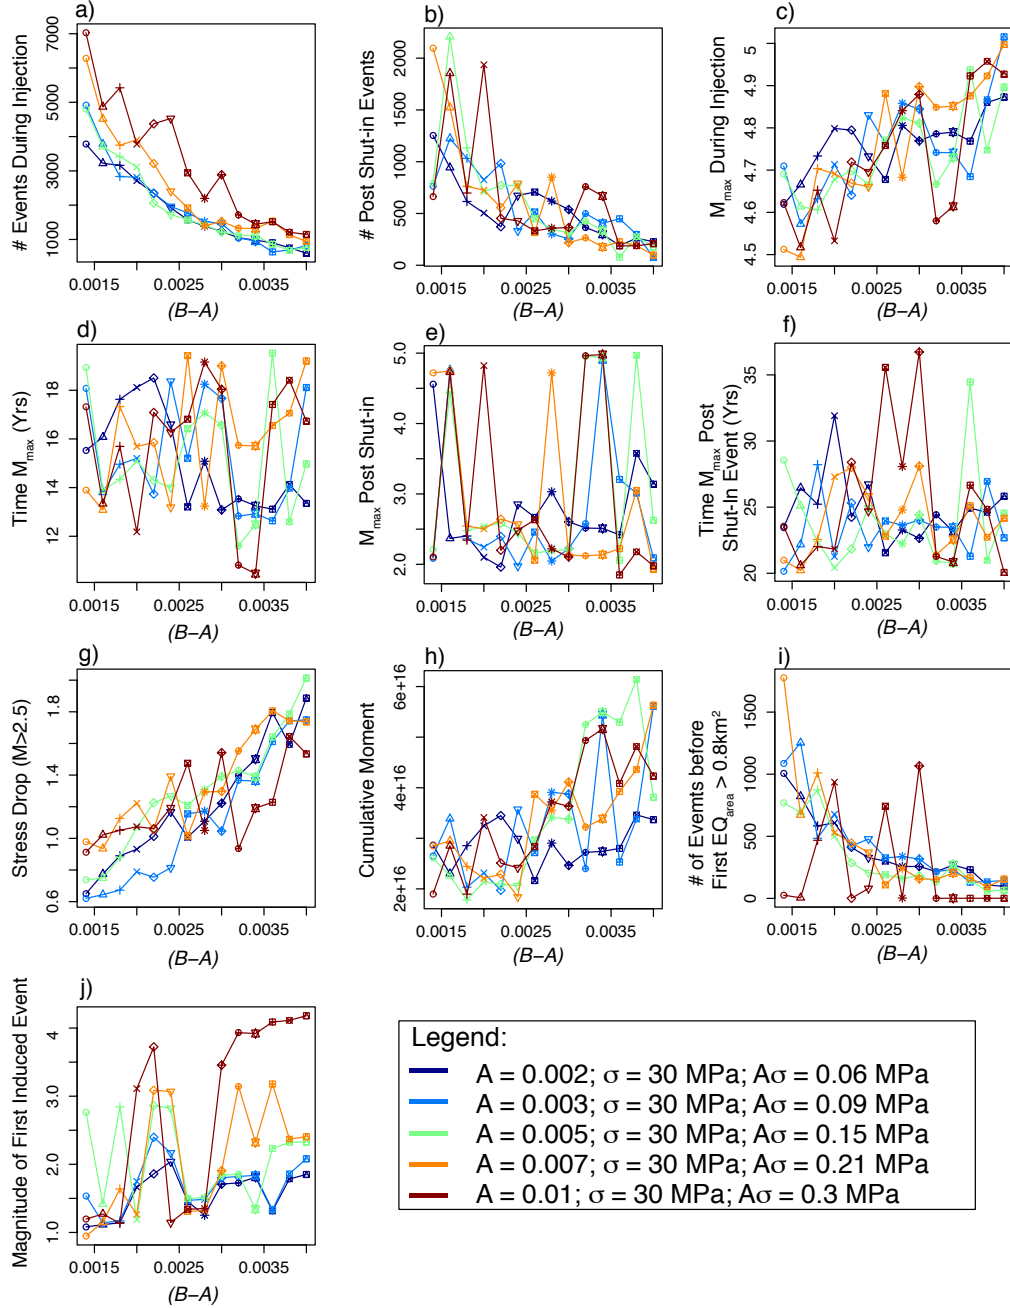 a)
# Events During Injection
7000
5000
3000
1000
0.0015
0.0025
0.0035
(B−A)
b)
# Post Shut-in Events
2000
1500
1000
500
0
0.0015
0.0025
0.0035
(B−A)
c)
Mmax During Injection
5
4.9
4.8
4.7
4.6
4.5
0.0015
0.0025
0.0035
(B−A)
d)
Time Mmax (Yrs)
18
16
14
12
0.0015
0.0025
0.0035
(B−A)
e)
Mmax Post Shut-in
5.0
4.0
3.0
2.0
0.0015
0.0025
0.0035
(B−A)
f)
Time Mmax Post
Shut-In Event (Yrs)
35
30
25
20
0.0015
0.0025
0.0035
(B−A)
g)
Stress Drop (M>2.5)
1.8
1.4
1.0
0.6
0.0015
0.0025
0.0035
(B−A)
h)
Cumulative Moment
6e+16
4e+16
2e+16
0.0015
0.0025
0.0035
(B−A)
i)
# of Evemts before
First EQarea > 0.8km2
1500
1000
500
0
0.0015
0.0025
0.0035
(B−A)
j)
Magnitude of First Induced Event
4
3.0
2.0
1.0
0.0015
0.0025
0.0035
(B−A)
Legend:
A = 0.002; σ = 30 MPa; Aσ = 0.06 MPa
A = 0.003; σ = 30 MPa; Aσ = 0.09 MPa
A = 0.005; σ = 30 MPa; Aσ = 0.15 MPa
A = 0.007; σ = 30 MPa; Aσ = 0.21 MPa
A = 0.01; σ = 30 MPa; Aσ = 0.3 MPa